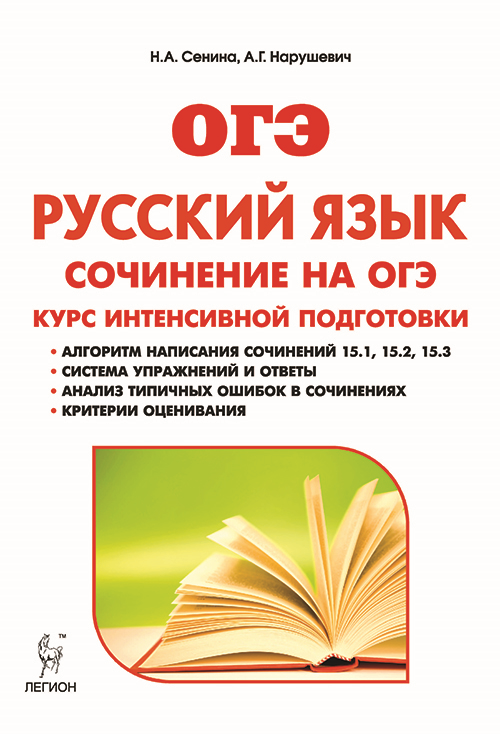 Н.А. Сенина, А.Г. Нарушевич
ОГЭ
РУССКИЙ ЯЗЫК
СОЧИНЕНИЕ НА ОГЭ
КУРС ИНТЕНСИВНОЙ ПОДГОТОВКИ
• АЛГОРИТМ НАПИСАНИЯ СОЧИНЕНИЙ 15.1, 15.2, 15.3
• СИСТЕМА УПРАЖНЕНИЙ И ОТВЕТЫ
• АНАЛИЗ ТИПИЧНЫХ ОШИБОК В СОЧИНЕНИЯХ
• КРИТЕРИИ ОЦЕНИВАНИЯ
™
ЛЕГИОН